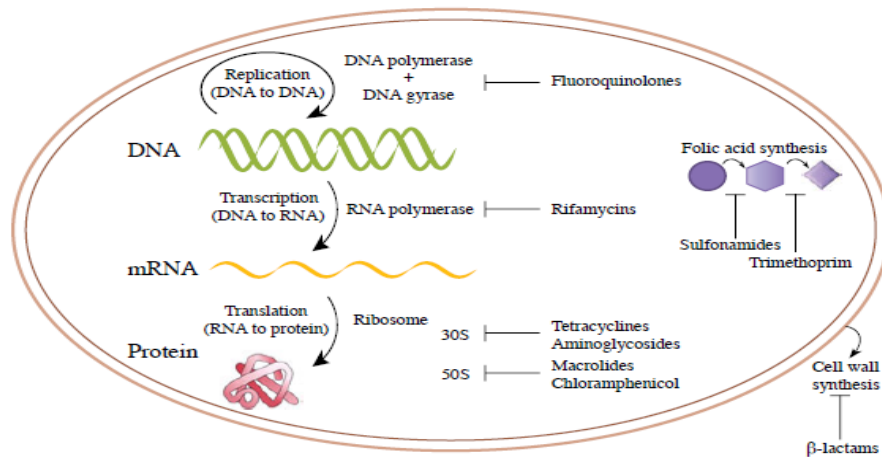 Replication
(DNA to DNA)
DNA polymerase
+
DNA gyrase
Fluoroquinolones
DNA
Folic acid synthesis
Transcription
(DNA to RNA)
RNA polymerase
Rifamycins
Sulfonamides
Trimethoprim
mRNA
Translation
(RNA to protein)
Ribosome
30S
Tetracyclines
Aminoglycosides
Protein
50S
Macrolides
Chloramphenicol
Cell wall
synthesis
β-lactams